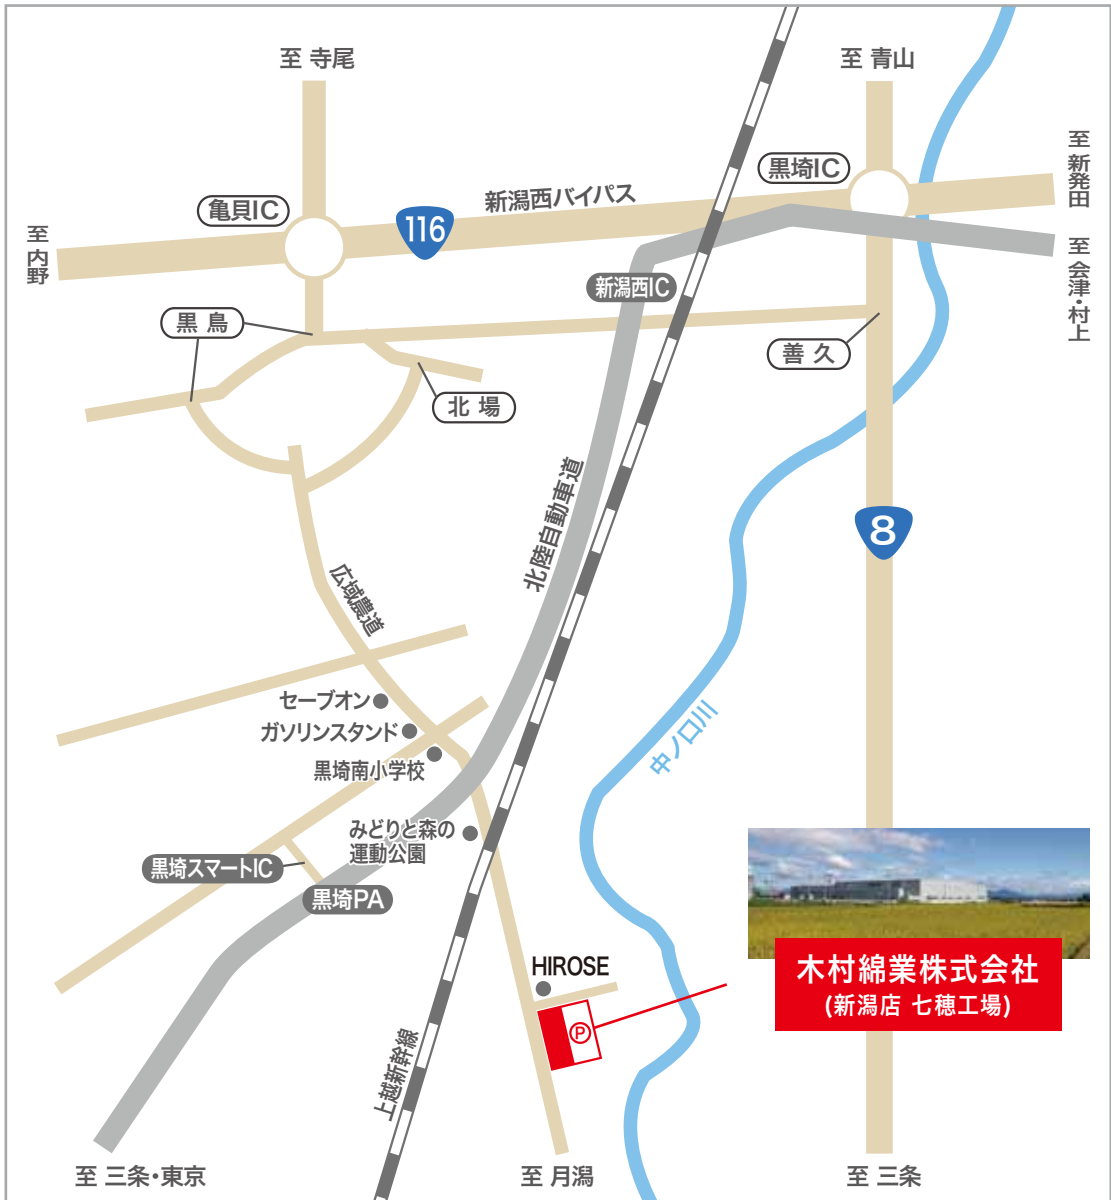 至 寺尾
至 青山
至 新発田
黒埼IC
新潟西バイパス
亀貝IC
116
至 内野
至 会津・村上
新潟西IC
黒鳥
善久
北場
北陸自動車道
8
広域農道
セーブオン
ガソリンスタンド
黒埼南小学校
中ノ口川
みどりと森の
運動公園
黒埼スマートIC
黒埼PA
HIROSE
木村綿業株式会社
(新潟店 七穂工場)
P
上越新幹線
至 三条・東京
至 月潟
至 三条